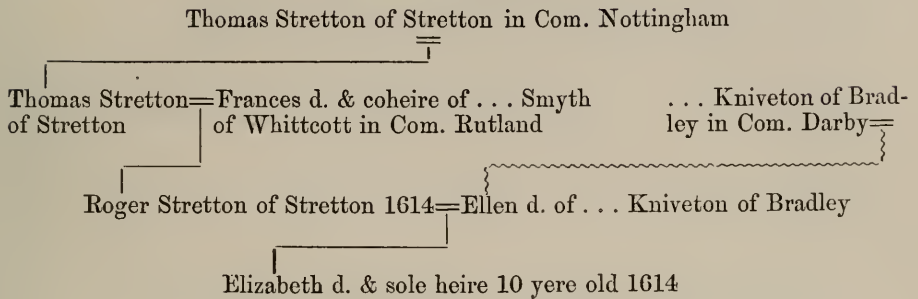 Thomas Stretton of Stretton in Com. Nottingham
Thomas Stretton=Frances d. & coheire of . . . Smyth
of Stretton
of Whittcott in Com. Rutland
. . . Kniveton of Brad-
ley in Com. Darby=
Roger Stretton of Stretton 1614=Ellen d. of . . . Kniveton of Bradley
Elizabeth d. & sole heire 10 yere old 1614